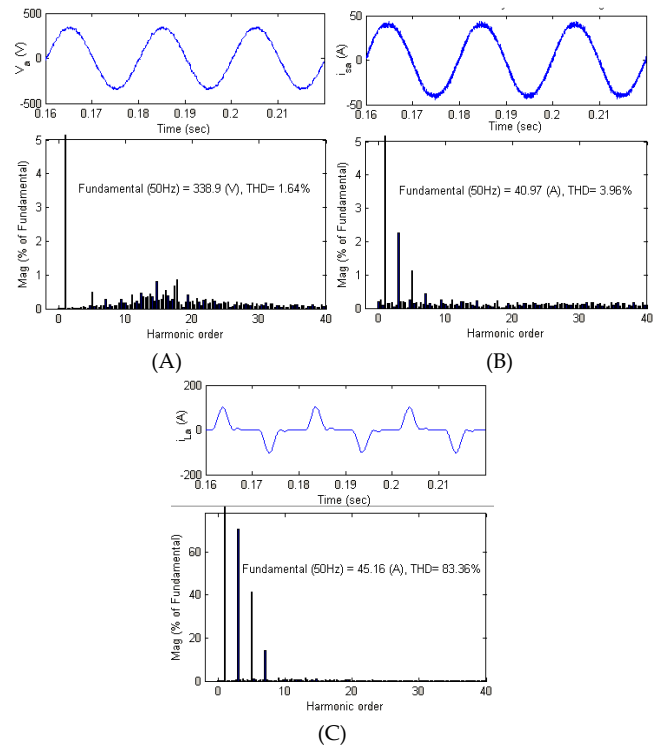 500
0
-500
Va (V)
0.16 0.17 0.18 0.19 0.2 0.21
Time (sec)
5
4
3
2
1
0
Mag (% of Fundamental)
Fundamental (50Hz) = 338.9 (V), THD= 1.64%
0 10 20 30 40
Harmonic order
(A)
50
0
-50
isa (A)
0.16 0.17 0.18 0.19 0.2 0.21
Time (sec)
5
4
3
2
1
0
Mag (% of Fundamental)
Fundamental (50Hz) = 40.97 (A), THD= 3.96%
0 10 20 30 40
Harmonic order
(B)
200
0
-200
iLa (A)
0.16 0.17 0.18 0.19 0.2 0.21
Time (sec)
60
40
20
0
Mag (% of Fundamental)
Fundamental (50Hz) = 45.16 (A), THD= 83.36%
0 10 20 30 40
Harmonic order
(C)